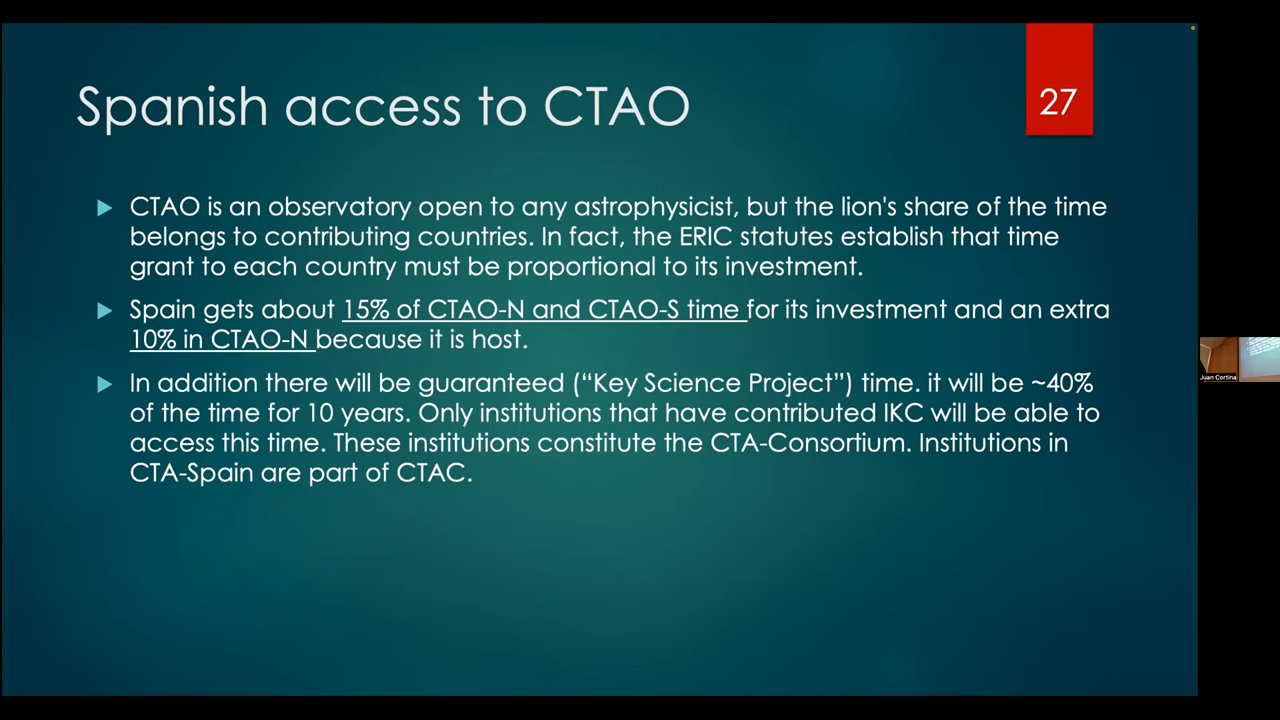 Spanish access to CTAO
27
CTAO is an observatory open to any astrophysicist, but the lion's share of the time
belongs to contributing countries. In fact, the ERIC statutes establish that time
grant to each country must be proportional to its investment.
Spain gets about 15% of CTAO-N and CTAO-S time for its investment and an extra
10% in CTAO-N because it is host.
In addition there will be guaranteed (“Key Science Project”) time. it will be ~40%
of the time for 10 years. Only institutions that have contributed IKC will be able to
access this time. These institutions constitute the CTA-Consortium. Institutions in
CTA-Spain are part of CTAC.
Juan Cortina